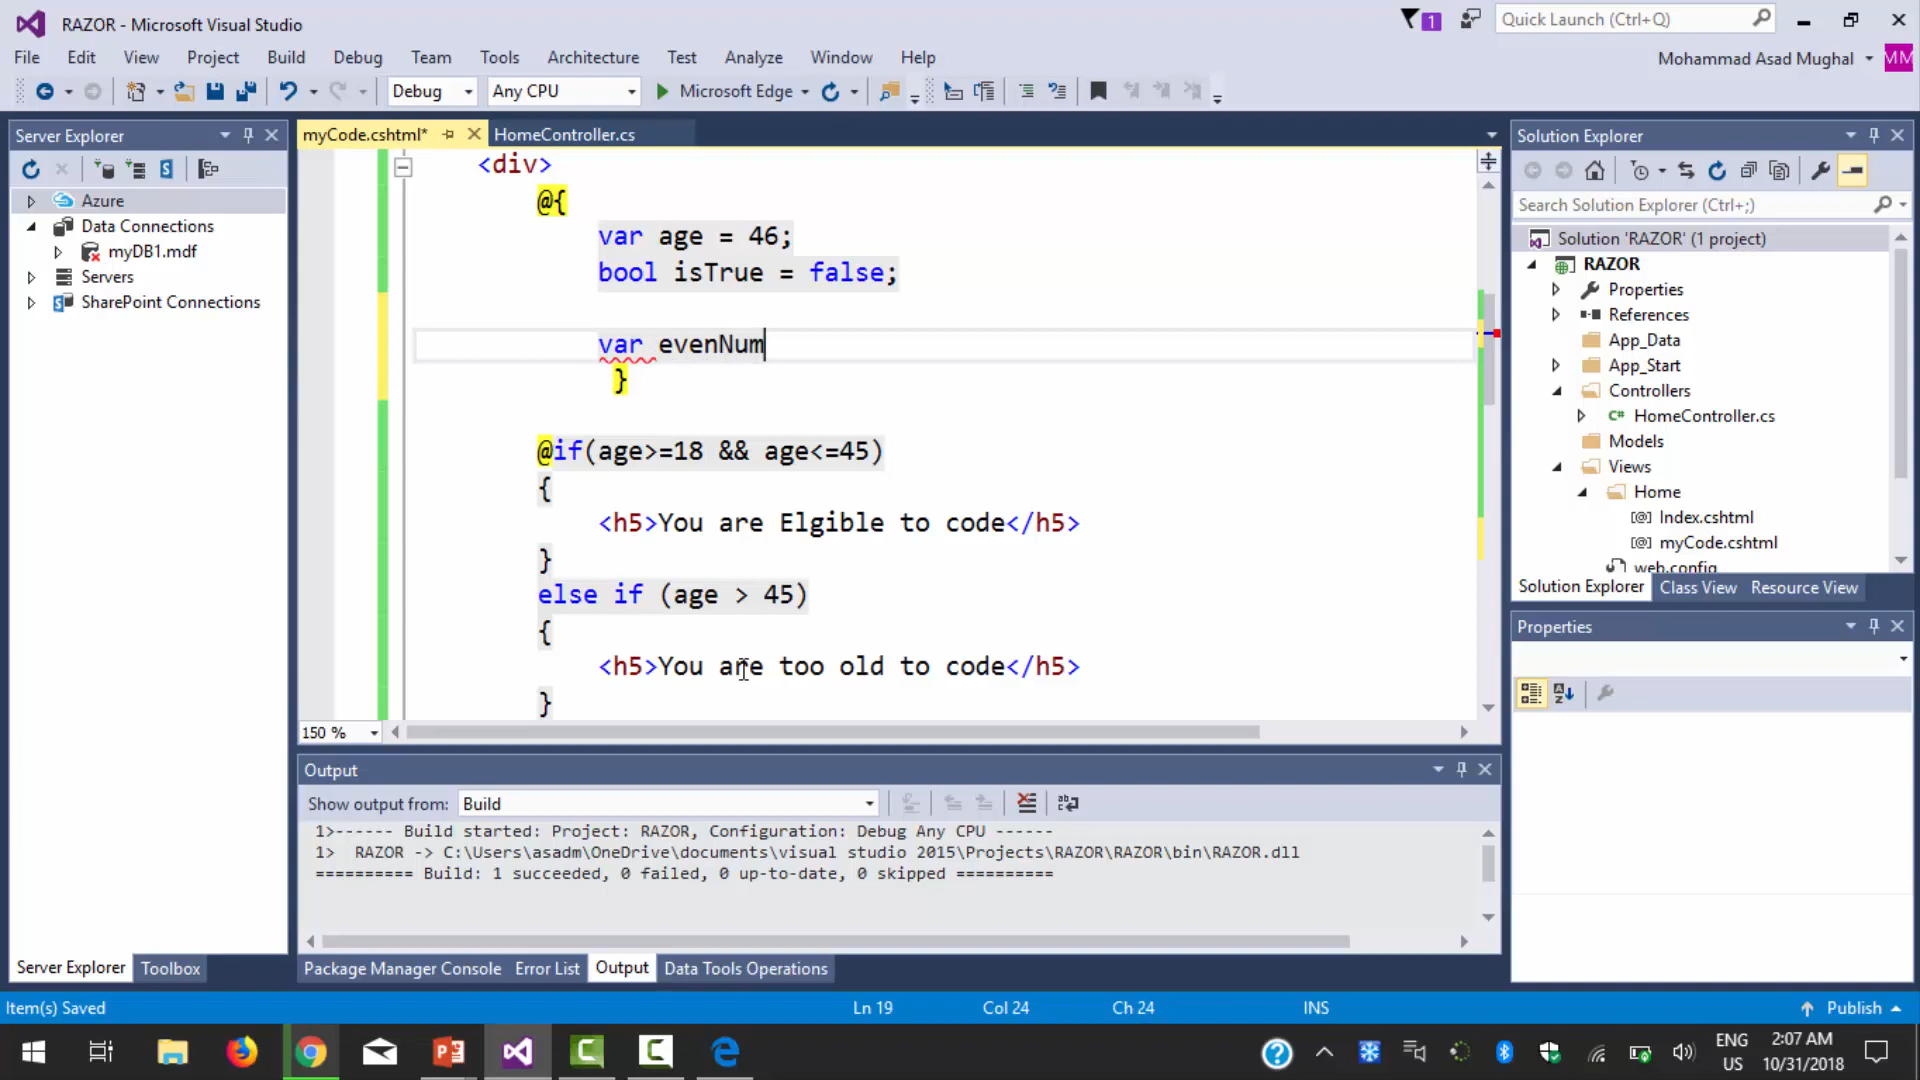 RAZOR - Microsoft Visual Studio
1
Quick Launch (Ctrl+Q)
File Edit View Project Build Debug Team Tools Architecture Test Analyze Window Help
Mohammad Asad Mughal
MM
Debug
Any CPU
Microsoft Edge
Server Explorer
Azure
Data Connections
myDB1.mdf
Servers
SharePoint Connections
Server Explorer Toolbox
myCode.cshtml* HomeController.cs
<div>
@{
var age = 46;
bool isTrue = false;
var evenNum
}
@if(age>=18 && age<=45)
{
<h5>You are Elgible to code</h5>
}
else if (age > 45)
{
<h5>You are too old to code</h5>
}
150 %
Output
Show output from: Build
1>------ Build started: Project: RAZOR, Configuration: Debug Any CPU ------
1>  RAZOR -> C:\Users\asadm\OneDrive\documents\visual studio 2015\Projects\RAZOR\RAZOR\bin\RAZOR.dll
========== Build: 1 succeeded, 0 failed, 0 up-to-date, 0 skipped ==========
Package Manager Console Error List Output Data Tools Operations
Solution Explorer
Search Solution Explorer (Ctrl+;)
Solution 'RAZOR' (1 project)
RAZOR
Properties
References
App_Data
App_Start
Controllers
C# HomeController.cs
Models
Views
Home
[@] Index.cshtml
[@] myCode.cshtml
web.config
Solution Explorer Class View Resource View
Properties
Item(s) Saved
Ln 19
Col 24
Ch 24
INS
Publish
ENG
US
2:07 AM
10/31/2018